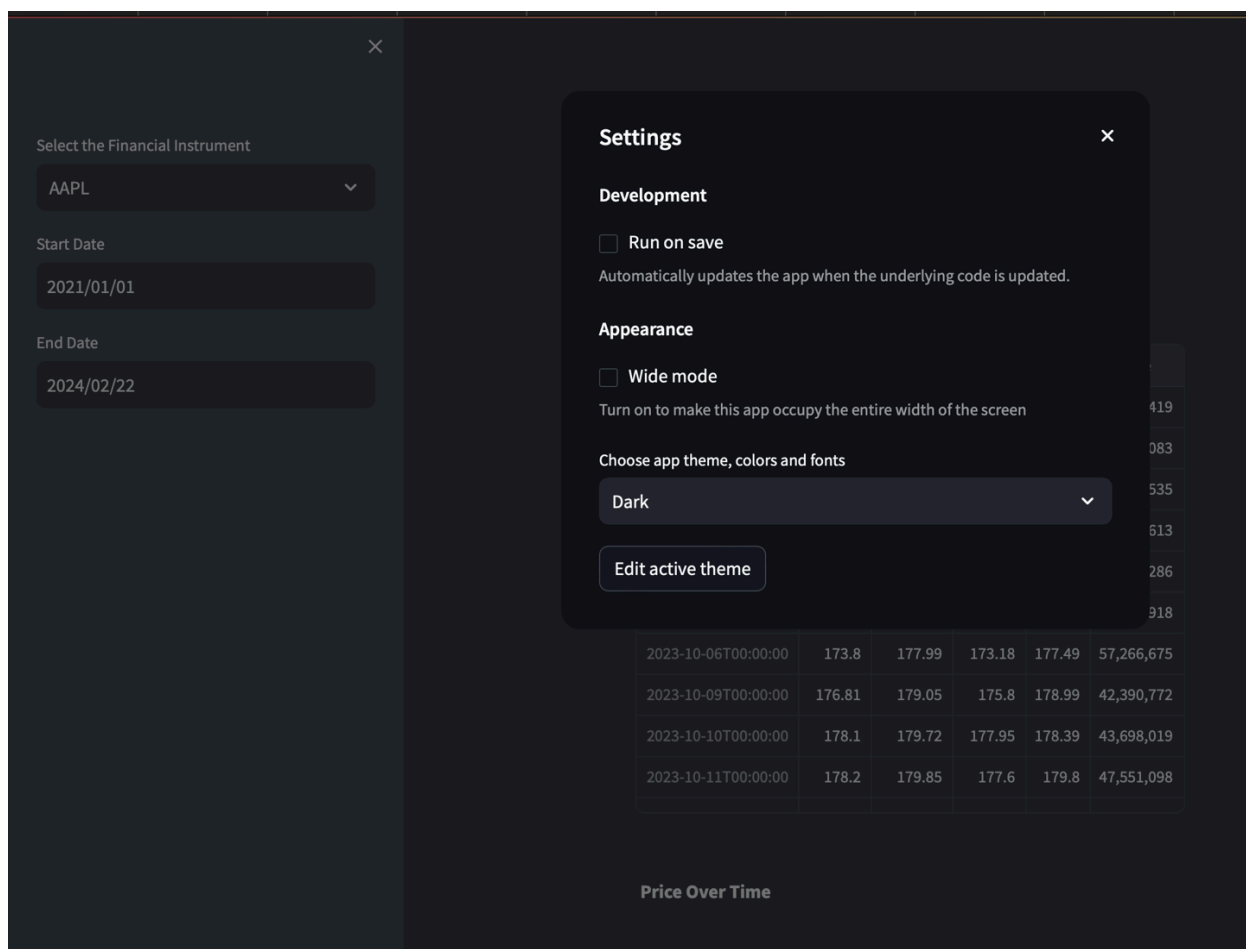 Select the Financial Instrument
AAPL
Start Date
2021/01/01
End Date
2024/02/22
Settings
Development
Run on save
Automatically updates the app when the underlying code is updated.
Appearance
Wide mode
Turn on to make this app occupy the entire width of the screen
Choose app theme, colors and fonts
Dark
Edit active theme
419
083
535
613
286
918
2023-10-06T00:00:00 173.8 177.99 173.18 177.49 57,266,675
2023-10-09T00:00:00 176.81 179.05 175.8 178.99 42,390,772
2023-10-10T00:00:00 178.1 179.72 177.95 178.39 43,698,019
2023-10-11T00:00:00 178.2 179.85 177.6 179.8 47,551,098
Price Over Time